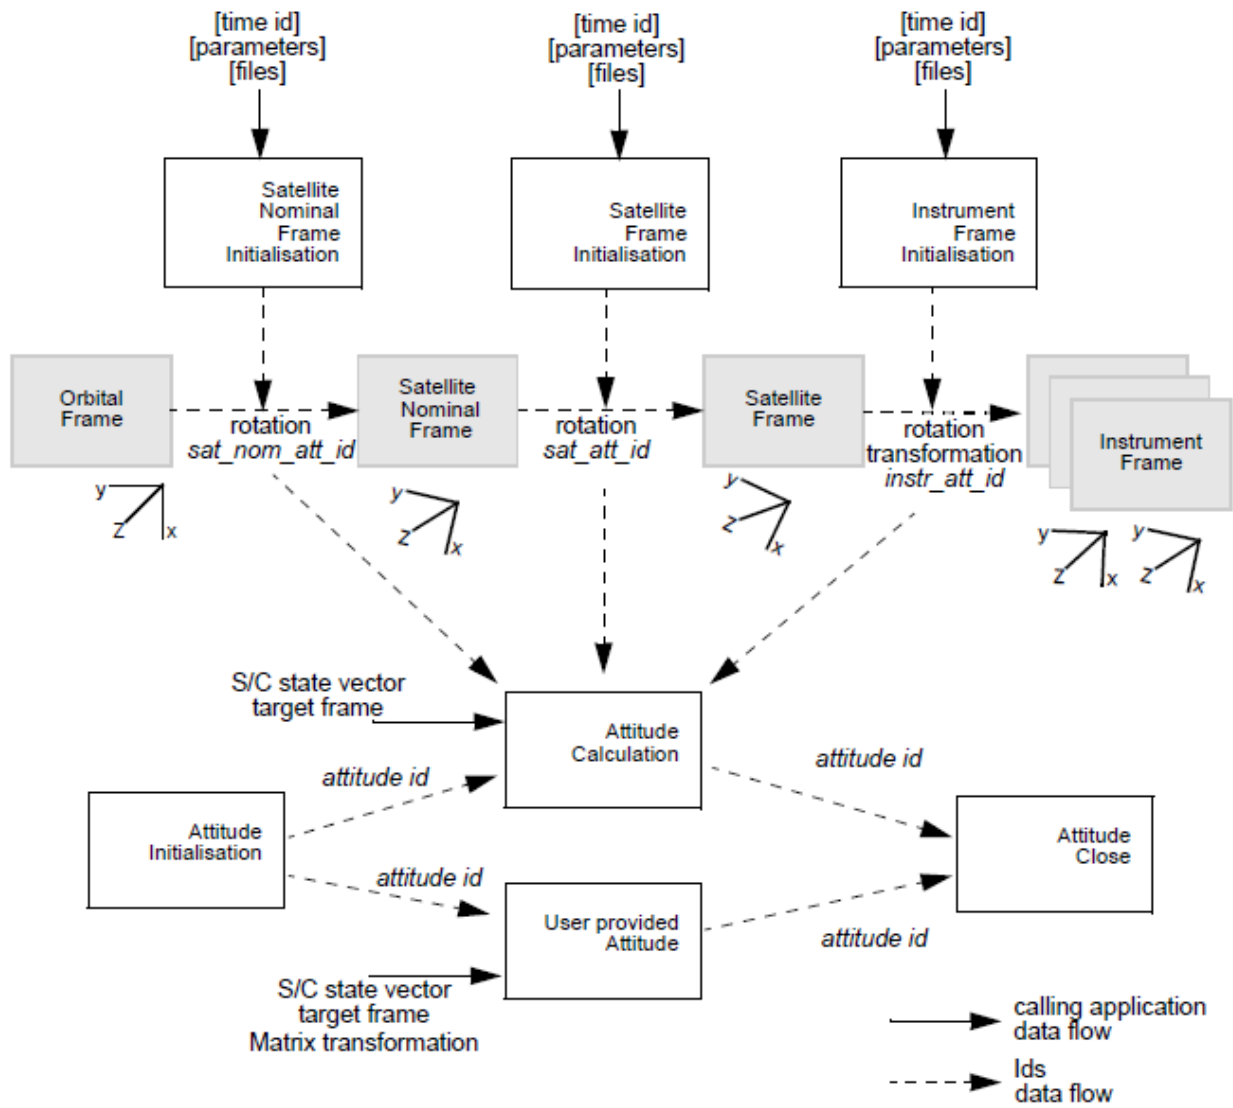 [time id]
[parameters]
[files]
[time id]
[parameters]
[files]
[time id]
[parameters]
[files]
Satellite
Nominal
Frame
Initialisation
Satellite
Frame
Initialisation
Instrument
Frame
Initialisation
Orbital
Frame
rotation
sat_nom_att_id
Satellite
Nominal
Frame
rotation
sat_att_id
Satellite
Frame
rotation
transformation
instr_att_id
Instrument
Frame
y
Z
x
y
Z
x
y
Z
x
y
Z
x
y
Z
x
S/C state vector
target frame
Attitude
Calculation
attitude id
attitude id
Attitude
Initialisation
Attitude
Close
attitude id
User provided
Attitude
attitude id
S/C state vector
target frame
Matrix transformation
calling application
data flow
Ids
data flow